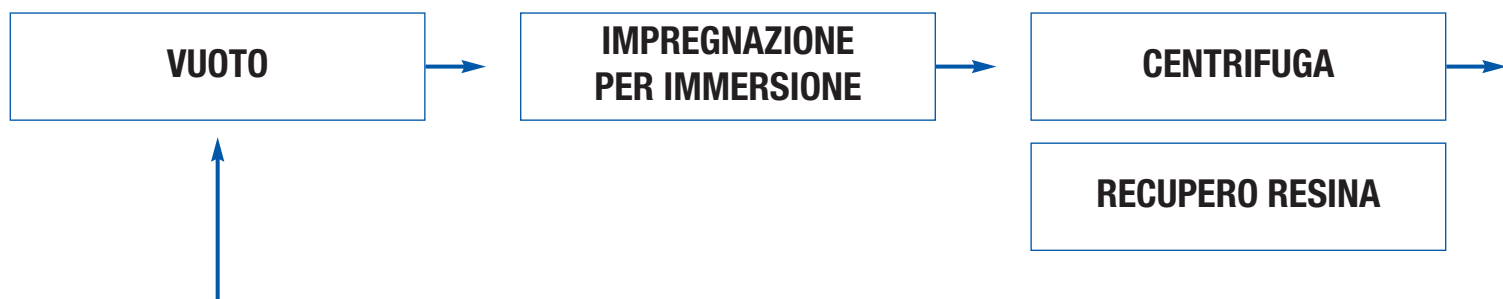 VUOTO
IMPREGNAZIONE
PER IMMERSIONE
CENTRIFUGA
RECUPERO RESINA